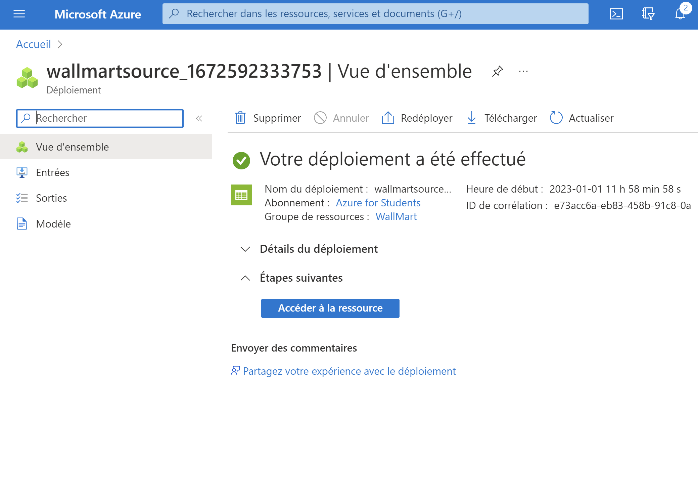 Microsoft Azure
Rechercher dans les ressources, services et documents (G+/)
2
Accueil
wallmartsource_1672592333753 | Vue d'ensemble
Déploiement
Rechercher
Supprimer Annuler Redéployer Télécharger Actualiser
Vue d'ensemble
Entrées
Sorties
Modèle
Votre déploiement a été effectué
Nom du déploiement : wallmartsource... Heure de début : 2023-01-01 11 h 58 min 58 s
Abonnement : Azure for Students ID de corrélation : e73acc6a-eb83-458b-91c8-0a
Groupe de ressources : WallMart
Détails du déploiement
Étapes suivantes
Accéder à la ressource
Envoyer des commentaires
Partagez votre expérience avec le déploiement